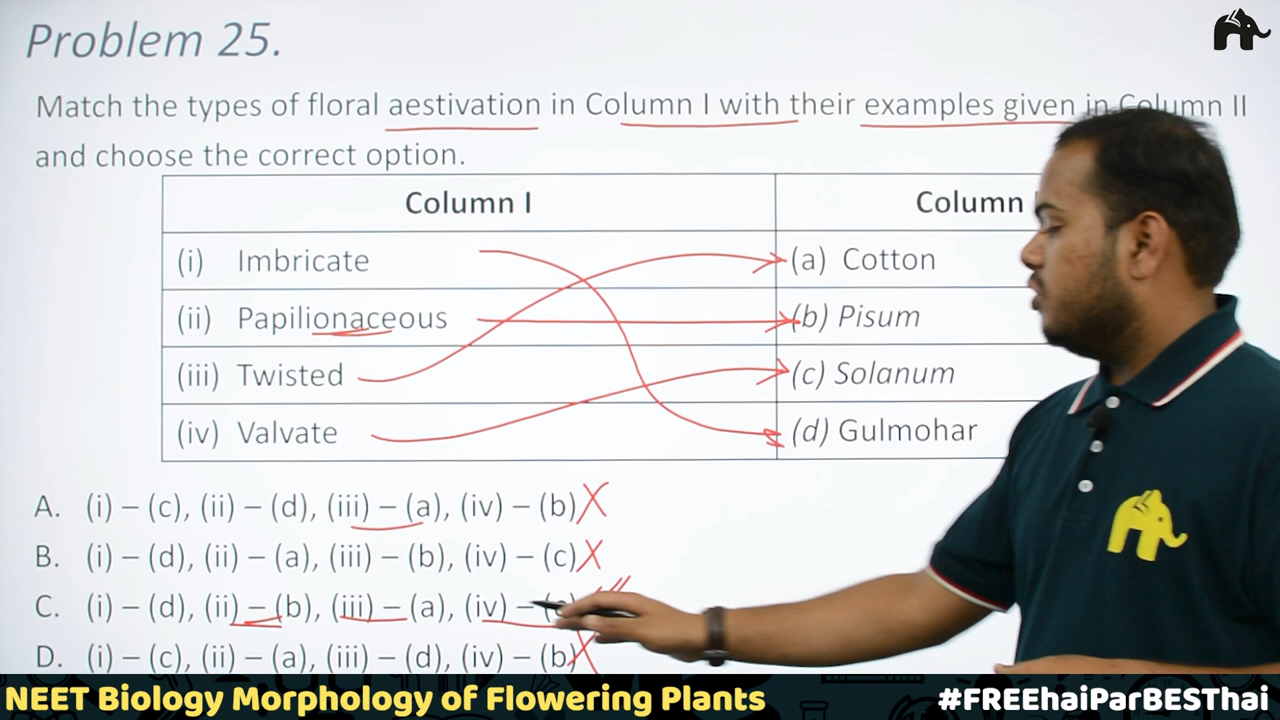 Problem 25.
Match the types of floral aestivation in Column I with their examples given in Column II
and choose the correct option.
Column I Column
(i) Imbricate (a) Cotton
(ii) Papilionaceous (b) Pisum
(iii) Twisted (c) Solanum
(iv) Valvate (d) Gulmohar
A. (i) – (c), (ii) – (d), (iii) – (a), (iv) – (b)
B. (i) – (d), (ii) – (a), (iii) – (b), (iv) – (c)
C. (i) – (d), (ii) – (b), (iii) – (a), (iv) –
D. (i) – (c), (ii) – (a), (iii) – (d), (iv) – (b)
NEET Biology Morphology of Flowering Plants #FREEhaiParBESThai